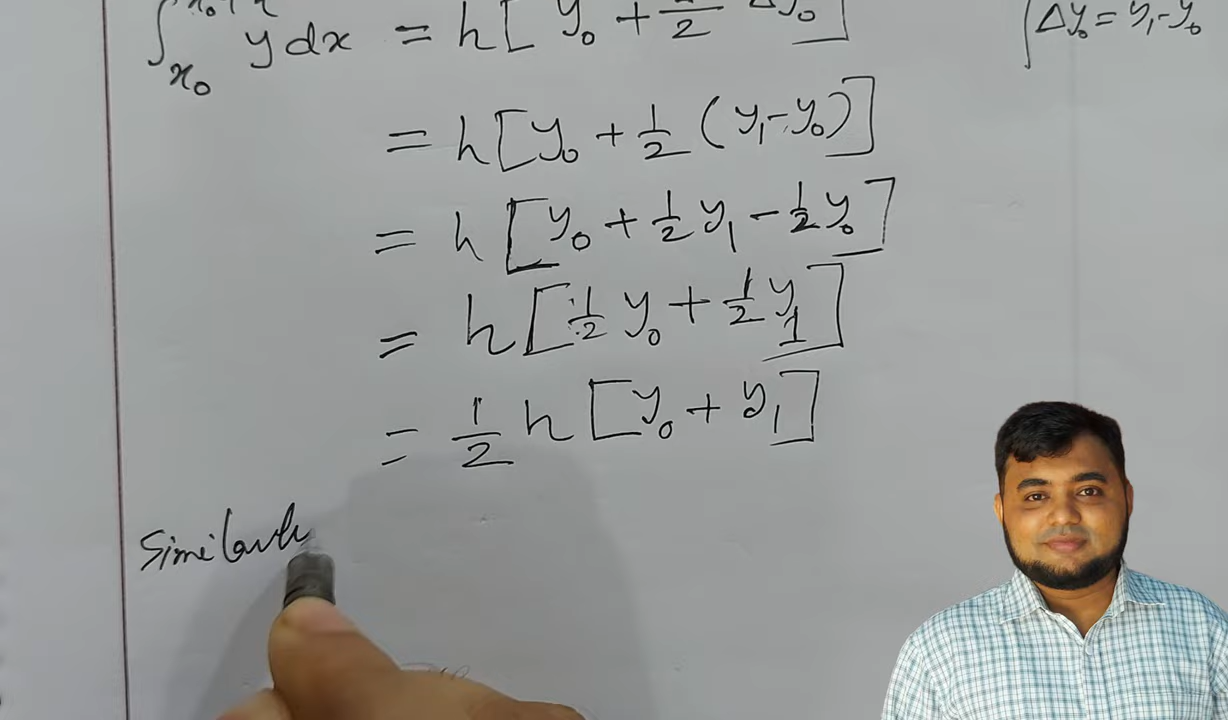 ∫_{x₀}^{x₀+h} y dx = h[y₀ + 1/2 Δy₀] Δy₀ = y₁-y₀
= h[y₀ + 1/2 (y₁-y₀)]
= h[y₀ + 1/2 y₁ - 1/2 y₀]
= h[1/2 y₀ + 1/2 y₁]
= 1/2 h[y₀ + y₁]
Similarly